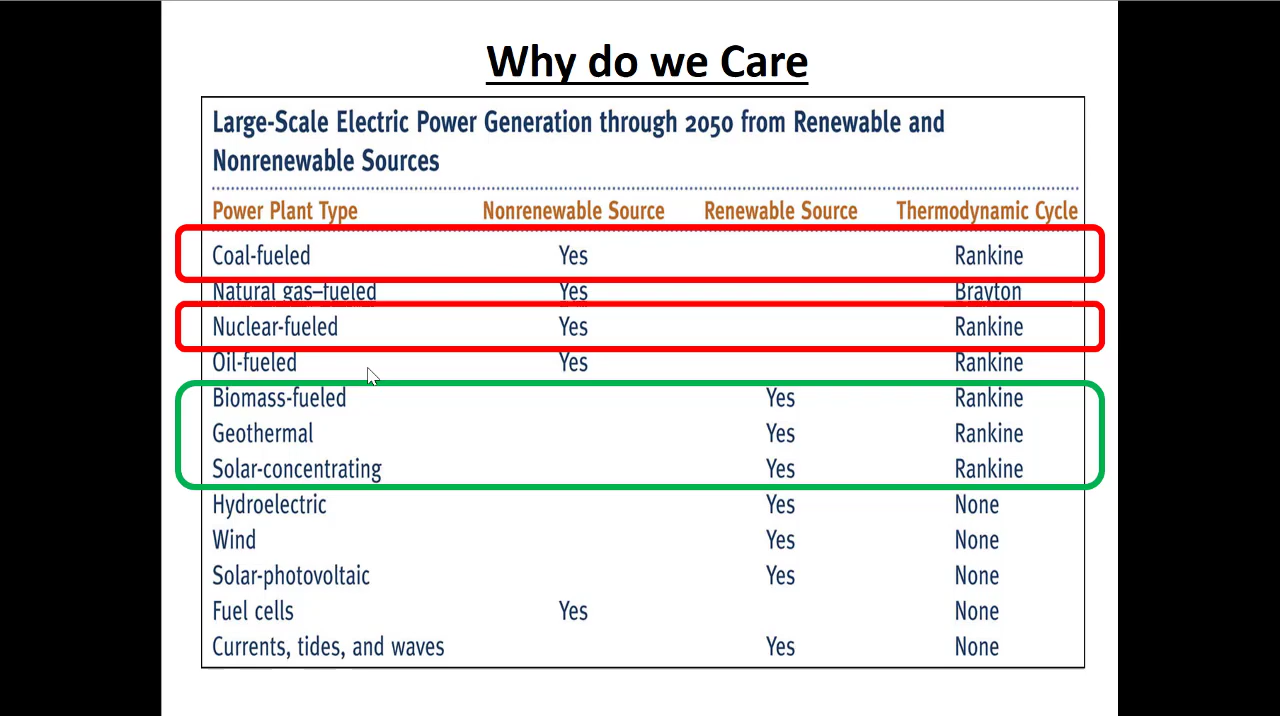 Why do we Care
Large-Scale Electric Power Generation through 2050 from Renewable and
Nonrenewable Sources
Power Plant Type Nonrenewable Source Renewable Source Thermodynamic Cycle
Coal-fueled Yes Rankine
Natural gas–fueled Yes Brayton
Nuclear-fueled Yes Rankine
Oil-fueled Yes Rankine
Biomass-fueled Yes Rankine
Geothermal Yes Rankine
Solar-concentrating Yes Rankine
Hydroelectric Yes None
Wind Yes None
Solar-photovoltaic Yes None
Fuel cells Yes None
Currents, tides, and waves Yes None